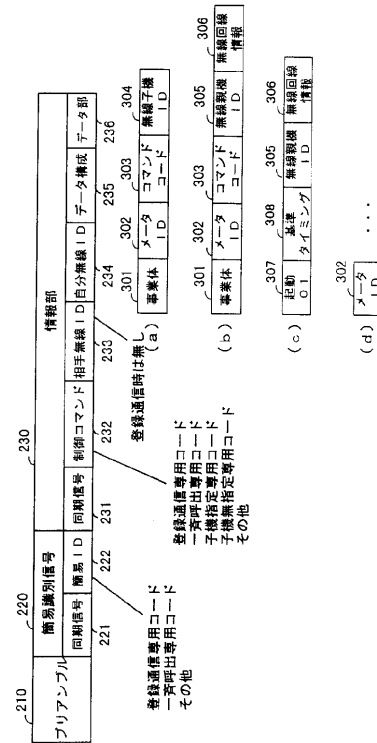 210
220
230
プリアンブル
簡易識別信号
情報部
同期信号
簡易ID
同期信号
制御コマンド
相手無線ID
自分無線ID
データ構成
データ部
221
222
231
232
233
234
235
236
登録通信専用コード
一斉呼出専用コード
その他
登録通信専用コード
一斉呼出専用コード
子機指定専用コード
子機無指定専用コード
その他
登録通信時は無し
301
302
303
304
事業体
メータID
コマンドコード
無線子機ID
(a)
301
302
303
305
306
事業体
メータID
コマンドコード
無線親機ID
無線回線情報
(b)
307
308
305
306
起動01
基準タイミング
無線親機ID
無線回線情報
(c)
302
メータID
・・・
(d)